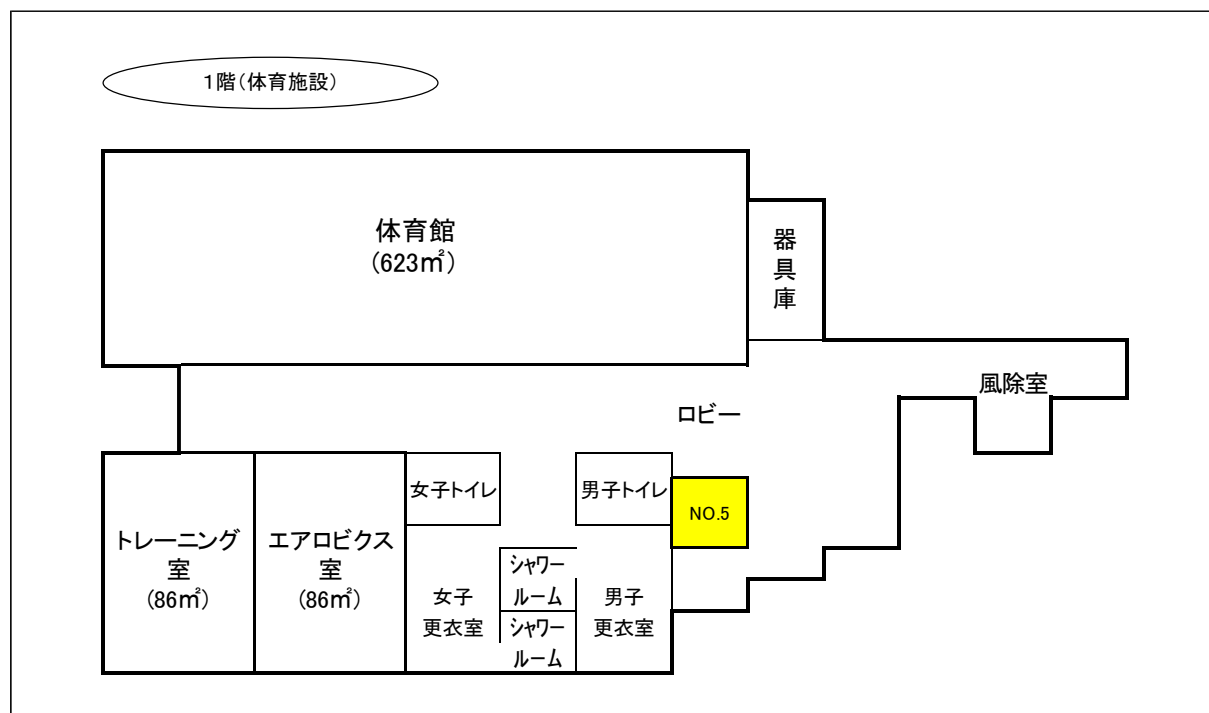 1階(体育施設)
体育館
(623㎡)
器
具
庫
風除室
ロビー
女子トイレ
男子トイレ
NO.5
トレーニング
室
(86㎡)
エアロビクス
室
(86㎡)
シャワー
ルーム
女子
更衣室
男子
更衣室
シャワー
ルーム